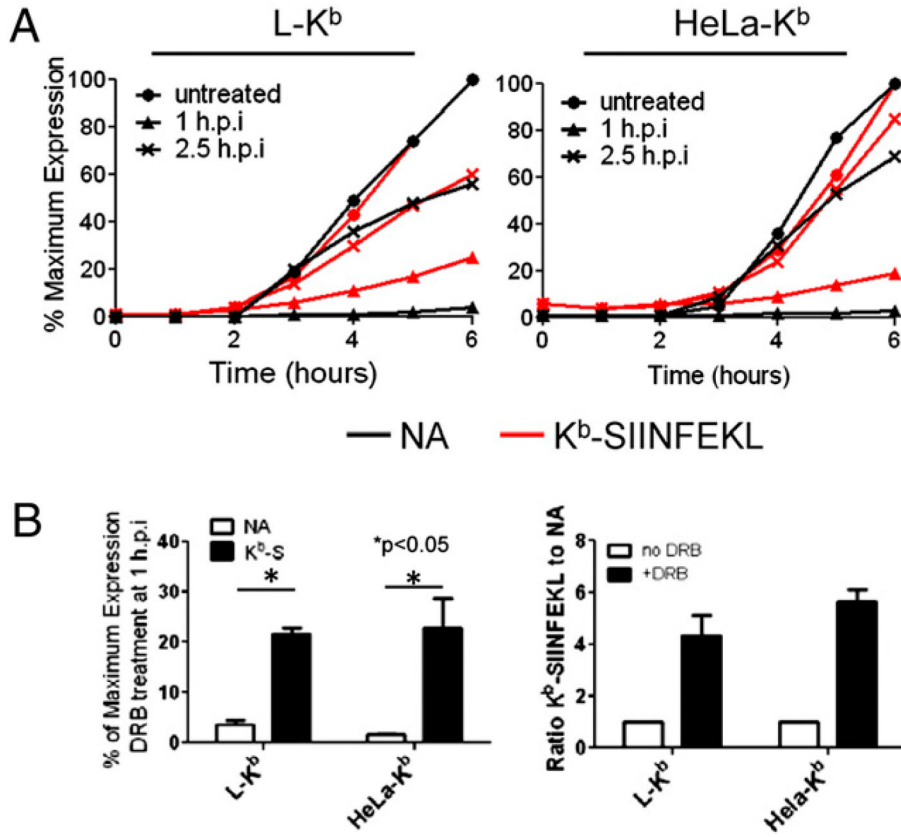 A
L-Kᵇ
HeLa-Kᵇ
% Maximum Expression
100
80
60
40
20
0
untreated
1 h.p.i
2.5 h.p.i
0 2 4 6
Time (hours)
100
80
60
40
20
0
untreated
1 h.p.i
2.5 h.p.i
0 2 4 6
Time (hours)
NA Kᵇ-SIINFEKL
B
% of Maximum Expression
DRB treatment at 1 h.p.i
40
30
20
10
0
NA
Kᵇ-S
*p<0.05
* *
L-Kᵇ HeLa-Kᵇ
Ratio Kᵇ-SIINFEKL to NA
8
6
4
2
0
no DRB
+DRB
L-Kᵇ Hela-Kᵇ